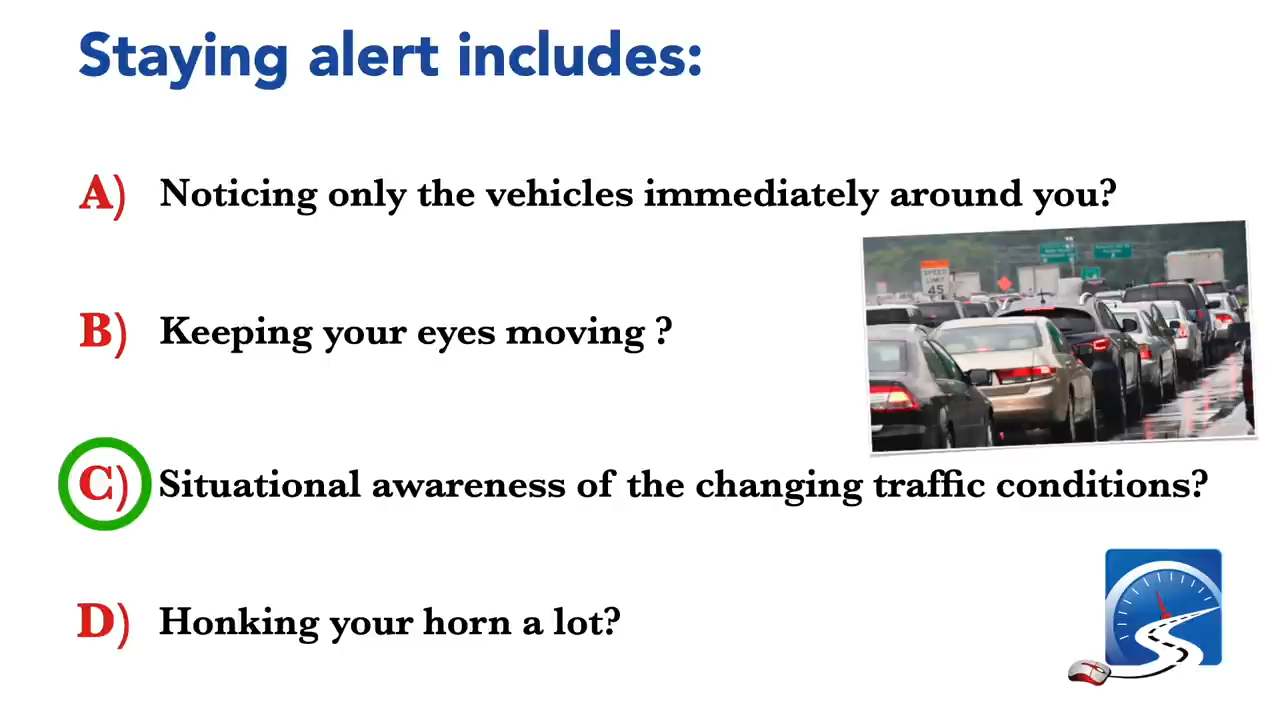 Staying alert includes:
A) Noticing only the vehicles immediately around you?
SPEED
LIMIT
45
B) Keeping your eyes moving ?
C) Situational awareness of the changing traffic conditions?
D) Honking your horn a lot?